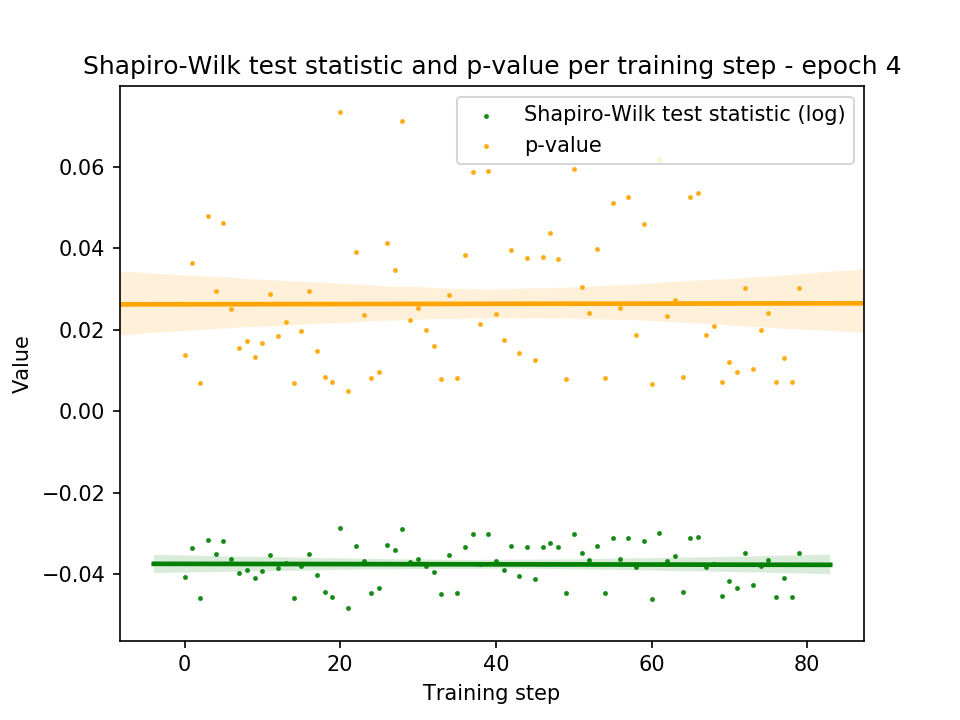 Shapiro-Wilk test statistic and p-value per training step - epoch 4
Shapiro-Wilk test statistic (log)
p-value
Value
0.06
0.04
0.02
0.00
−0.02
−0.04
0
20
40
60
80
Training step